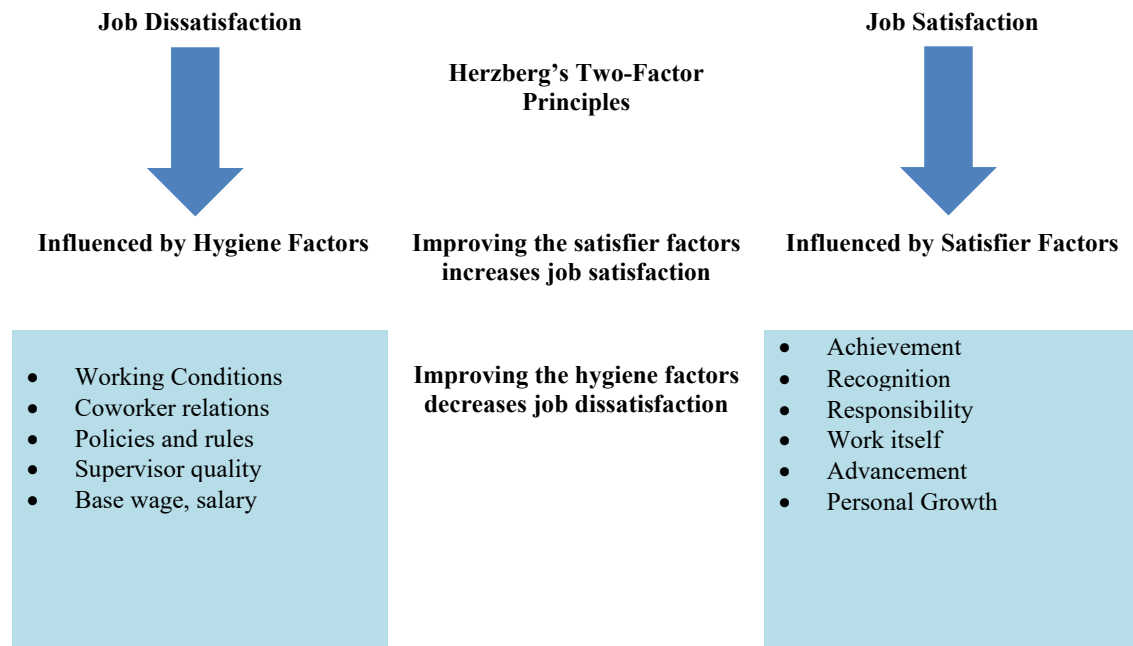 Job Dissatisfaction
Job Satisfaction
Herzberg’s Two-Factor
Principles
Influenced by Hygiene Factors
Improving the satisfier factors
increases job satisfaction
Influenced by Satisfier Factors
• Working Conditions
• Coworker relations
• Policies and rules
• Supervisor quality
• Base wage, salary
Improving the hygiene factors
decreases job dissatisfaction
• Achievement
• Recognition
• Responsibility
• Work itself
• Advancement
• Personal Growth